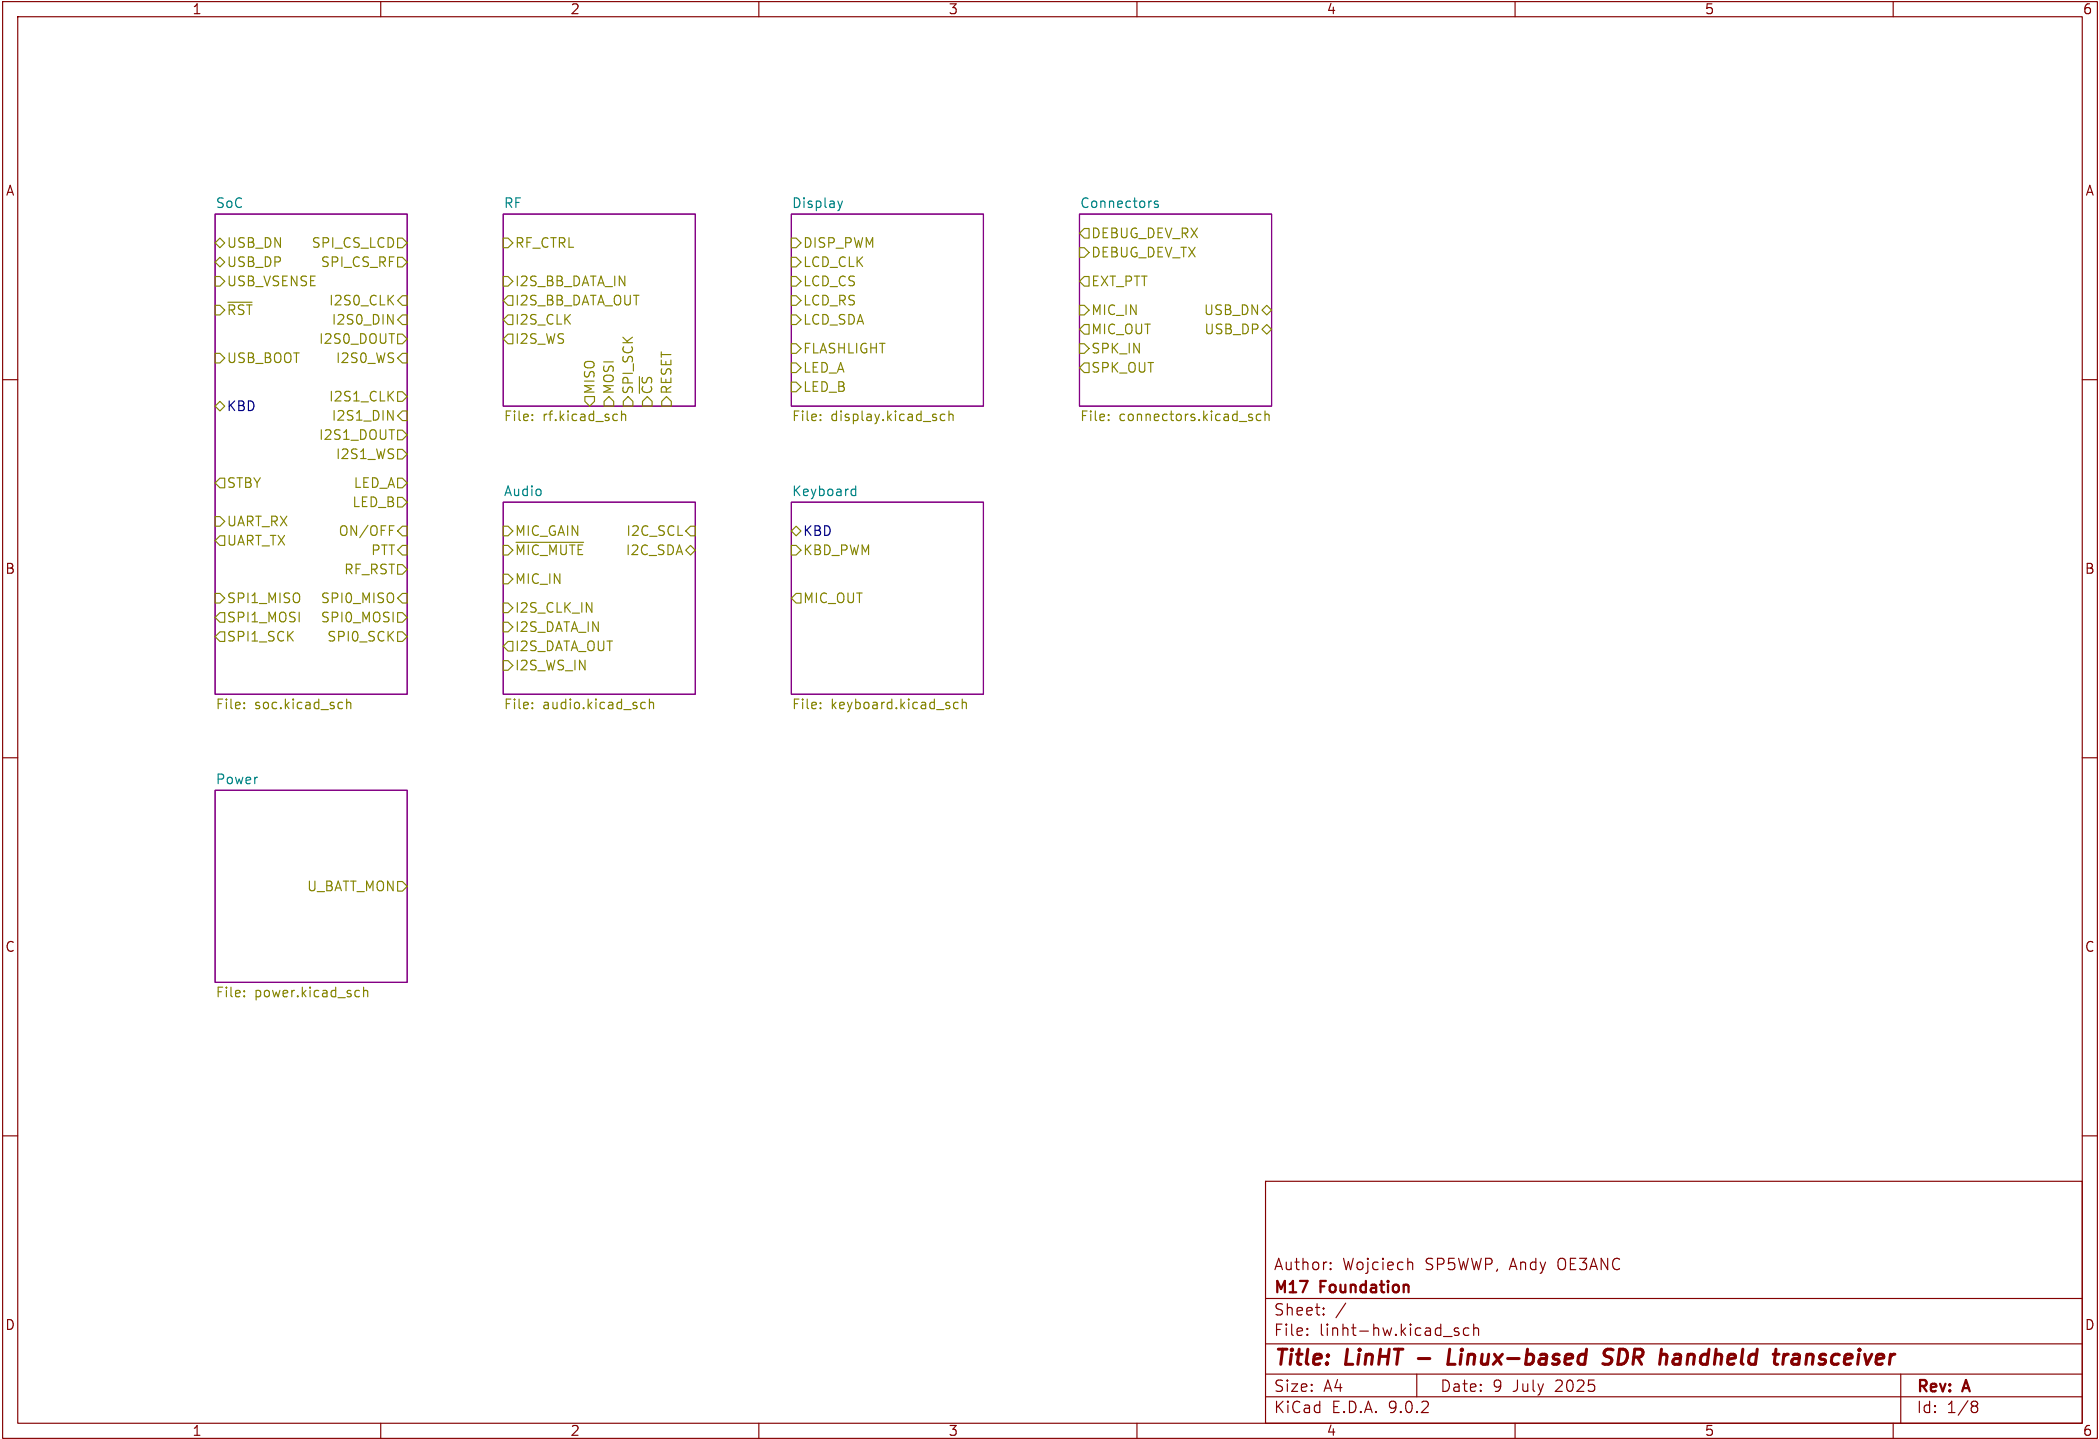 1 2 3 4 5 6
A A
B B
C C
D D
SoC
USB_DN SPI_CS_LCD
USB_DP SPI_CS_RF
USB_VSENSE
I2S0_CLK
RST
I2S0_DIN
I2S0_DOUT
USB_BOOT I2S0_WS
I2S1_CLK
KBD
I2S1_DIN
I2S1_DOUT
I2S1_WS
STBY LED_A
LED_B
UART_RX
ON/OFF
UART_TX
PTT
RF_RST
SPI1_MISO SPI0_MISO
SPI1_MOSI SPI0_MOSI
SPI1_SCK SPI0_SCK
File: soc.kicad_sch
RF
RF_CTRL
I2S_BB_DATA_IN
I2S_BB_DATA_OUT
I2S_CLK
I2S_WS
MISO
MOSI
SPI_SCK
CS
RESET
File: rf.kicad_sch
Display
DISP_PWM
LCD_CLK
LCD_CS
LCD_RS
LCD_SDA
FLASHLIGHT
LED_A
LED_B
File: display.kicad_sch
Connectors
DEBUG_DEV_RX
DEBUG_DEV_TX
EXT_PTT
MIC_IN USB_DN
MIC_OUT USB_DP
SPK_IN
SPK_OUT
File: connectors.kicad_sch
Audio
MIC_GAIN I2C_SCL
MIC_MUTE I2C_SDA
MIC_IN
I2S_CLK_IN
I2S_DATA_IN
I2S_DATA_OUT
I2S_WS_IN
File: audio.kicad_sch
Keyboard
KBD
KBD_PWM
MIC_OUT
File: keyboard.kicad_sch
Power
U_BATT_MON
File: power.kicad_sch
Author: Wojciech SP5WWP, Andy OE3ANC
M17 Foundation
Sheet: /
File: linht-hw.kicad_sch
Title: LinHT - Linux-based SDR handheld transceiver
Size: A4 Date: 9 July 2025 Rev: A
KiCad E.D.A. 9.0.2 Id: 1/8
1 2 3 4 5 6